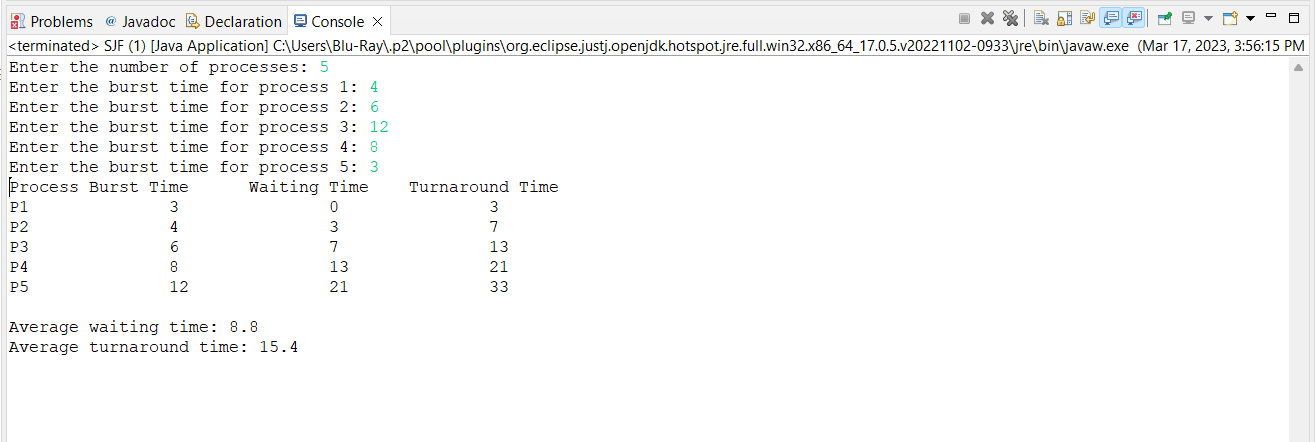 Problems @ Javadoc Declaration Console
<terminated> SJF (1) [Java Application] C:\Users\Blu-Ray\.p2\pool\plugins\org.eclipse.justj.openjdk.hotspot.jre.full.win32.x86_64_17.0.5.v20221102-0933\jre\bin\javaw.exe (Mar 17, 2023, 3:56:15 PM
Enter the number of processes: 5
Enter the burst time for process 1: 4
Enter the burst time for process 2: 6
Enter the burst time for process 3: 12
Enter the burst time for process 4: 8
Enter the burst time for process 5: 3
Process Burst Time Waiting Time Turnaround Time
P1 3 0 3
P2 4 3 7
P3 6 7 13
P4 8 13 21
P5 12 21 33
Average waiting time: 8.8
Average turnaround time: 15.4